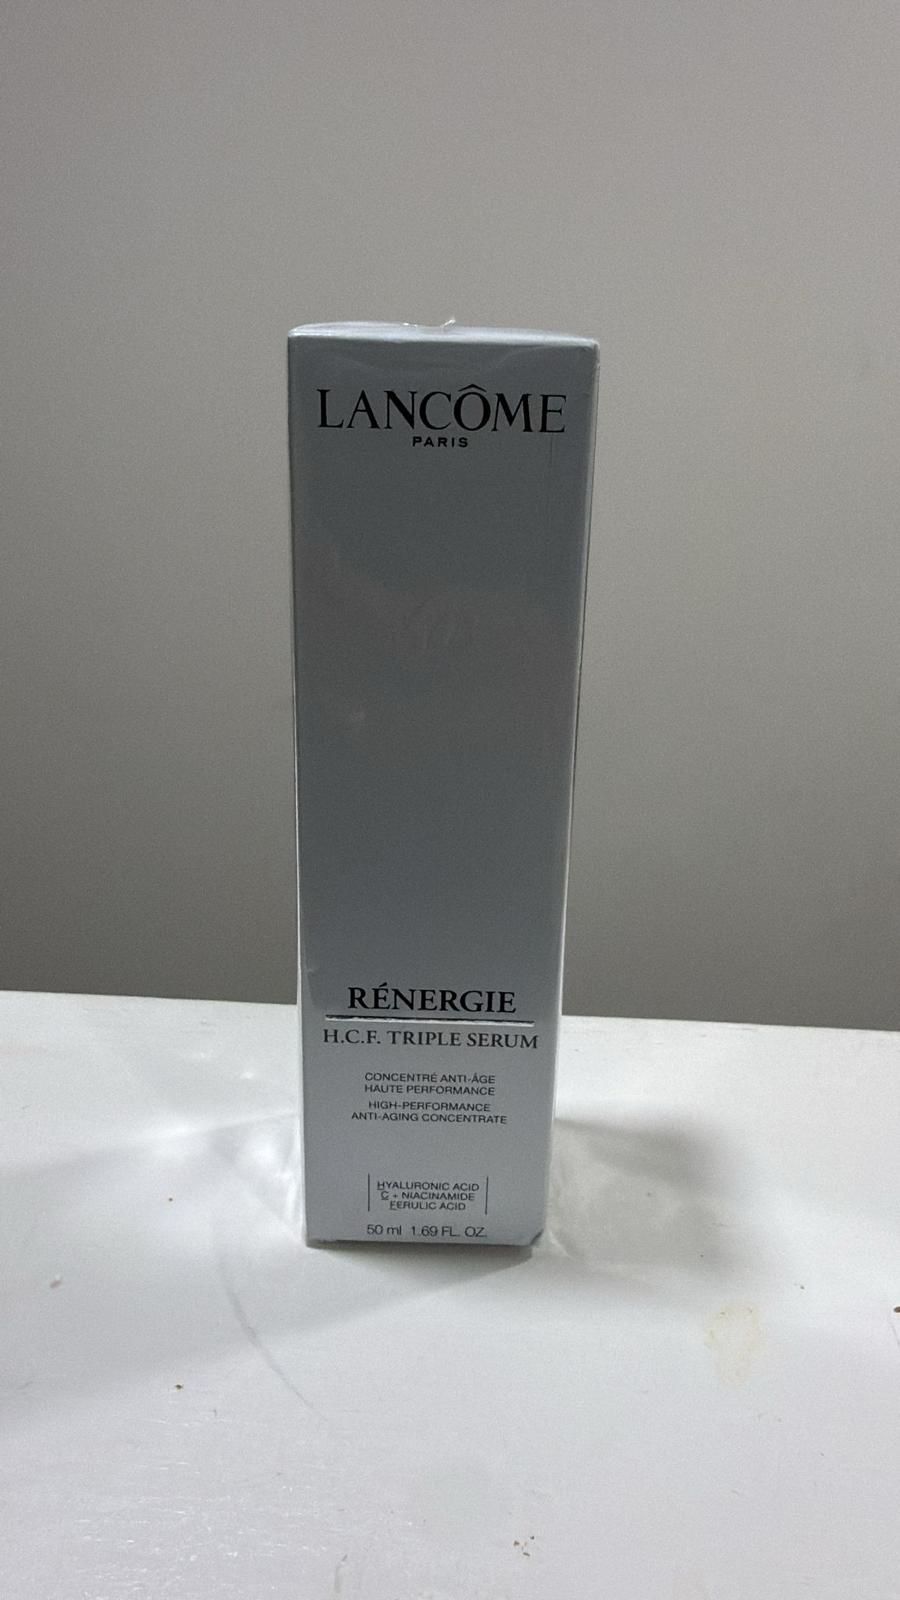 LANCÔME
PARIS
RÉNERGIE
H.C.F. TRIPLE SERUM
CONCENTRÉ ANTI-ÂGE
HAUTE PERFORMANCE
HIGH-PERFORMANCE
ANTI-AGING CONCENTRATE
HYALURONIC ACID
C + NIACINAMIDE
FERULIC ACID
50 ml 1.69 FL. OZ.